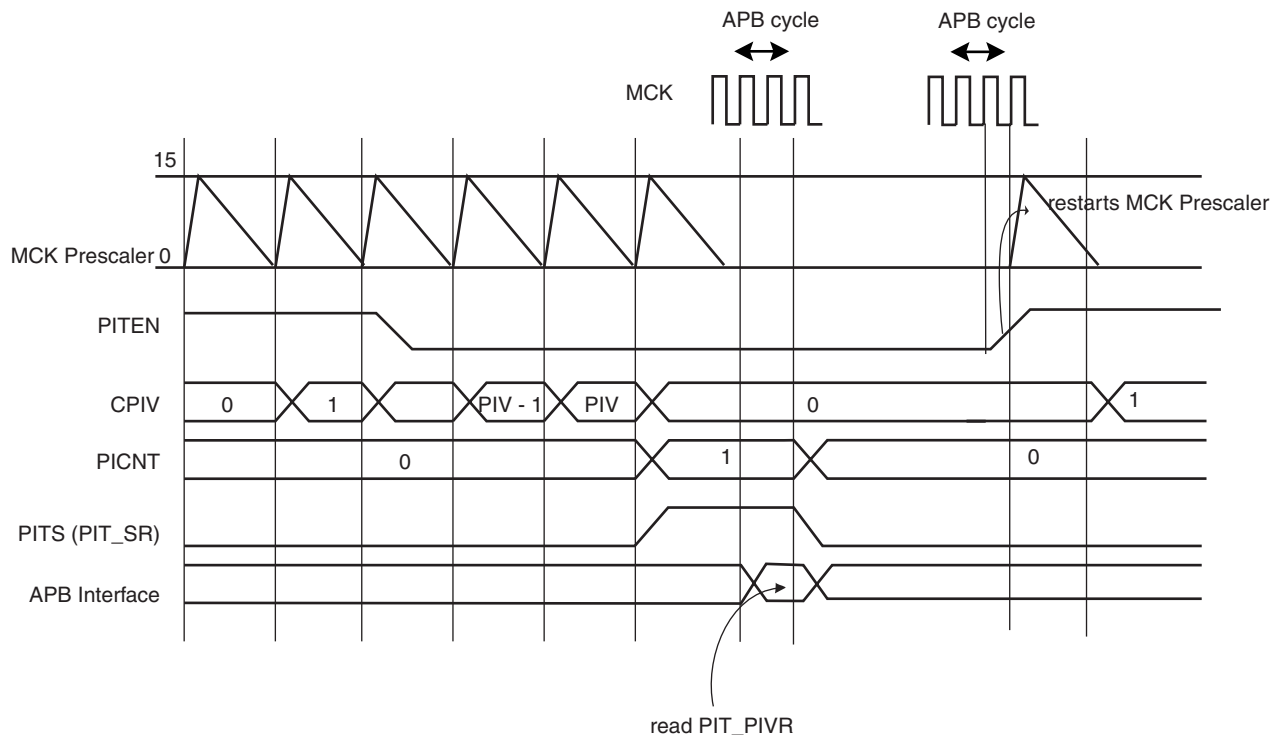 APB cycle
APB cycle
MCK
15
restarts MCK Prescaler
MCK Prescaler 0
PITEN
CPIV
0
1
PIV - 1
PIV
0
1
PICNT
0
1
0
PITS (PIT_SR)
APB Interface
read PIT_PIVR